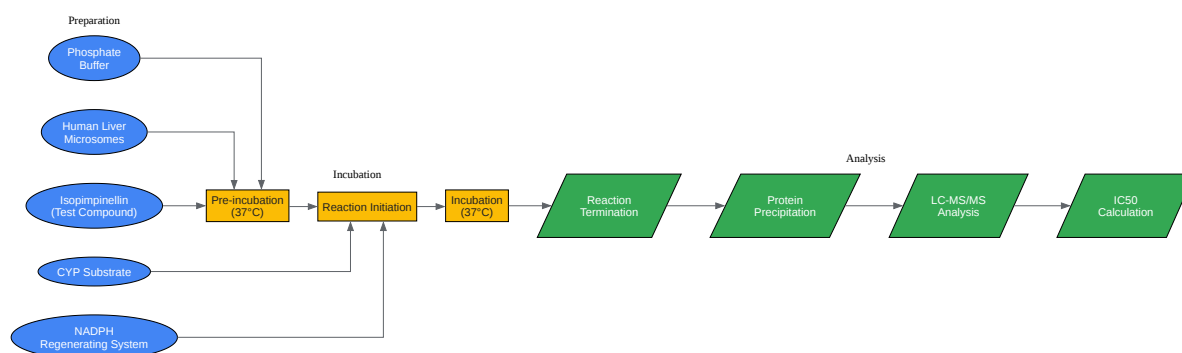 Preparation
Phosphate
Buffer
Human Liver
Microsomes
Incubation
Analysis
Isopimpinellin
(Test Compound)
Pre-incubation
(37°C)
Reaction Initiation
Incubation
(37°C)
Reaction
Termination
Protein
Precipitation
LC-MS/MS
Analysis
IC50
Calculation
CYP Substrate
NADPH
Regenerating System